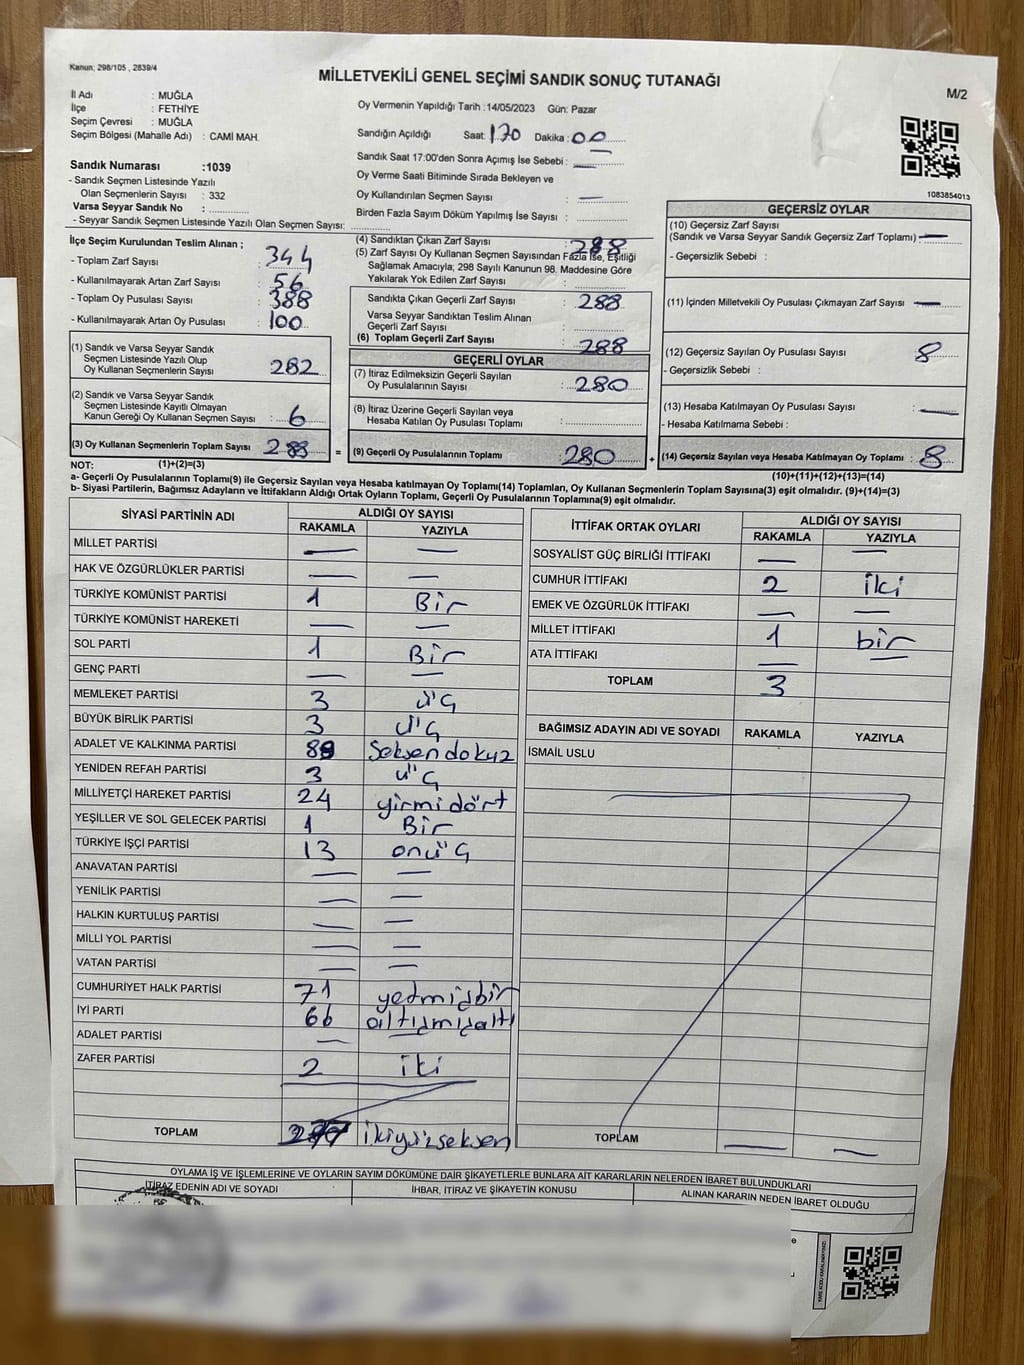 Kanun; 298/105 , 2839/4
MİLLETVEKİLİ GENEL SEÇİMİ SANDIK SONUÇ TUTANAĞI
M/2
İl Adı : MUĞLA
İlçe : FETHİYE
Seçim Çevresi : MUĞLA
Seçim Bölgesi (Mahalle Adı) : CAMİ MAH.
Sandık Numarası :1039
- Sandık Seçmen Listesinde Yazılı
Olan Seçmenlerin Sayısı : 332
Varsa Seyyar Sandık No :
- Seyyar Sandık Seçmen Listesinde Yazılı Olan Seçmen Sayısı:
Oy Vermenin Yapıldığı Tarih :14/05/2023 Gün: Pazar
Sandığın Açıldığı Saat: Dakika : 00
Sandık Saat 17:00'den Sonra Açımış İse Sebebi : —
Oy Verme Saati Bitiminde Sırada Bekleyen ve
Oy Kullandırılan Seçmen Sayısı : —
Birden Fazla Sayım Döküm Yapılmış İse Sayısı :
1083854013
İlçe Seçim Kurulundan Teslim Alınan ;
- Toplam Zarf Sayısı : 344
- Kullanılmayarak Artan Zarf Sayısı : 56
- Toplam Oy Pusulası Sayısı : 388
- Kullanılmayarak Artan Oy Pusulası : 100
(1) Sandık ve Varsa Seyyar Sandık
Seçmen Listesinde Yazılı Olup
Oy Kullanan Seçmenlerin Sayısı : 282
(2) Sandık ve Varsa Seyyar Sandık
Seçmen Listesinde Kayıtlı Olmayan
Kanun Gereği Oy Kullanan Seçmen Sayısı : 6
(3) Oy Kullanan Seçmenlerin Toplam Sayısı 288
(4) Sandıktan Çıkan Zarf Sayısı : 288
(5) Zarf Sayısı Oy Kullanan Seçmen Sayısından Fazla İse, Eşitliği
Sağlamak Amacıyla; 298 Sayılı Kanunun 98. Maddesine Göre
Yakılarak Yok Edilen Zarf Sayısı :
Sandıkta Çıkan Geçerli Zarf Sayısı : 288
Varsa Seyyar Sandıktan Teslim Alınan
Geçerli Zarf Sayısı :
(6) Toplam Geçerli Zarf Sayısı : 288
GEÇERLİ OYLAR
(7) İtiraz Edilmeksizin Geçerli Sayılan
Oy Pusulalarının Sayısı : 280
(8) İtiraz Üzerine Geçerli Sayılan veya
Hesaba Katılan Oy Pusulası Toplamı :
= (9) Geçerli Oy Pusulalarının Toplamı : 280
GEÇERSİZ OYLAR
(10) Geçersiz Zarf Sayısı
(Sandık ve Varsa Seyyar Sandık Geçersiz Zarf Toplamı) : —
- Geçersizlik Sebebi :
(11) İçinden Milletvekili Oy Pusulası Çıkmayan Zarf Sayısı : —
(12) Geçersiz Sayılan Oy Pusulası Sayısı : 8
- Geçersizlik Sebebi :
(13) Hesaba Katılmayan Oy Pusulası Sayısı : —
- Hesaba Katılmama Sebebi :
+ (14) Geçersiz Sayılan veya Hesaba Katılmayan Oy Toplamı : 8
NOT: (1)+(2)=(3)
(10)+(11)+(12)+(13)=(14)
a- Geçerli Oy Pusulalarının Toplamı(9) ile Geçersiz Sayılan veya Hesaba katılmayan Oy Toplamı(14) Toplamları, Oy Kullanan Seçmenlerin Toplam Sayısına(3) eşit olmalıdır. (9)+(14)=(3)
b- Siyasi Partilerin, Bağımsız Adayların ve İttifakların Aldığı Ortak Oyların Toplamı, Geçerli Oy Pusulalarının Toplamına(9) eşit olmalıdır.
SİYASİ PARTİNİN ADI ALDIĞI OY SAYISI
RAKAMLA YAZIYLA
MİLLET PARTİSİ — —
HAK VE ÖZGÜRLÜKLER PARTİSİ — —
TÜRKİYE KOMÜNİST PARTİSİ 1 Bir
TÜRKİYE KOMÜNİST HAREKETİ — —
SOL PARTİ 1 Bir
GENÇ PARTİ — —
MEMLEKET PARTİSİ 3 üç
BÜYÜK BİRLİK PARTİSİ 3 üç
ADALET VE KALKINMA PARTİSİ 89 Seksendokuz
YENİDEN REFAH PARTİSİ 3 üç
MİLLİYETÇİ HAREKET PARTİSİ 24 yirmidört
YEŞİLLER VE SOL GELECEK PARTİSİ 1 Bir
TÜRKİYE İŞÇİ PARTİSİ 13 onüç
ANAVATAN PARTİSİ — —
YENİLİK PARTİSİ — —
HALKIN KURTULUŞ PARTİSİ — —
MİLLİ YOL PARTİSİ — —
VATAN PARTİSİ — —
CUMHURİYET HALK PARTİSİ 71 yetmişbir
İYİ PARTİ 66 altışmışaltı
ADALET PARTİSİ — —
ZAFER PARTİSİ 2 iki
TOPLAM ikiyüzseksen
İTTİFAK ORTAK OYLARI ALDIĞI OY SAYISI
RAKAMLA YAZIYLA
SOSYALİST GÜÇ BİRLİĞİ İTTİFAKI — —
CUMHUR İTTİFAKI 2 iki
EMEK VE ÖZGÜRLÜK İTTİFAKI — —
MİLLET İTTİFAKI 1 bir
ATA İTTİFAKI — —
TOPLAM 3
BAĞIMSIZ ADAYIN ADI VE SOYADI RAKAMLA YAZIYLA
İSMAİL USLU
TOPLAM — —
OYLAMA İŞ VE İŞLEMLERİNE VE OYLARIN SAYIM DÖKÜMÜNE DAİR ŞİKAYETLERLE BUNLARA AİT KARARLARIN NELERDEN İBARET BULUNDUKLARI
İTİRAZ EDENİN ADI VE SOYADI İHBAR, İTİRAZ VE ŞİKAYETİN KONUSU ALINAN KARARIN NEDEN İBARET OLDUĞU